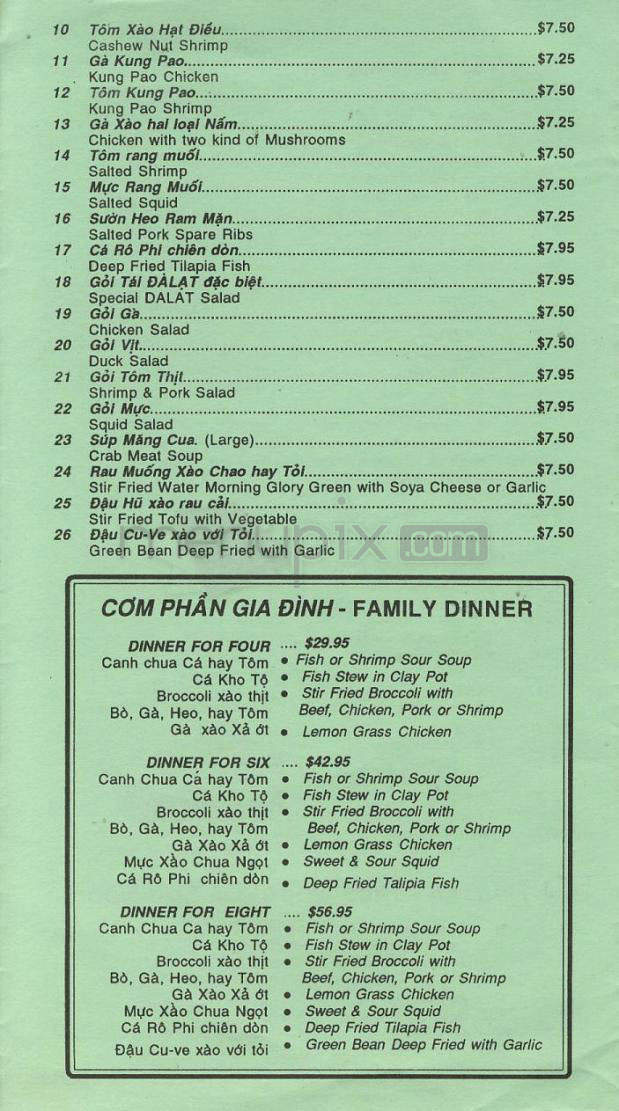 10 Tôm Xào Hạt Điều $7.50
Cashew Nut Shrimp
11 Gà Kung Pao $7.25
Kung Pao Chicken
12 Tôm Kung Pao $7.50
Kung Pao Shrimp
13 Gà Xào hai loại Nấm $7.25
Chicken with two kind of Mushrooms
14 Tôm rang muối $7.50
Salted Shrimp
15 Mực Rang Muối $7.50
Salted Squid
16 Sườn Heo Ram Mặn $7.25
Salted Pork Spare Ribs
17 Cá Rô Phi chiên dòn $7.95
Deep Fried Tilapia Fish
18 Gỏi Tái ĐÀLẠT đặc biệt $7.95
Special DALAT Salad
19 Gỏi Gà $7.50
Chicken Salad
20 Gỏi Vịt $7.50
Duck Salad
21 Gỏi Tôm Thịt $7.95
Shrimp & Pork Salad
22 Gỏi Mực $7.95
Squid Salad
23 Súp Măng Cua. (Large) $7.50
Crab Meat Soup
24 Rau Muống Xào Chao hay Tỏi $7.50
Stir Fried Water Morning Glory Green with Soya Cheese or Garlic
25 Đậu Hũ xào rau cải $7.50
Stir Fried Tofu with Vegetable
26 Đậu Cu-Ve xào với Tỏi $7.50
Green Bean Deep Fried with Garlic
menupix.com
CƠM PHẦN GIA ĐÌNH - FAMILY DINNER
DINNER FOR FOUR .... $29.95
Canh chua Cá hay Tôm • Fish or Shrimp Sour Soup
Cá Kho Tộ • Fish Stew in Clay Pot
Broccoli xào thịt • Stir Fried Broccoli with
Bò, Gà, Heo, hay Tôm Beef, Chicken, Pork or Shrimp
Gà xào Xả ớt • Lemon Grass Chicken
DINNER FOR SIX .... $42.95
Canh Chua Cá hay Tôm • Fish or Shrimp Sour Soup
Cá Kho Tộ • Fish Stew in Clay Pot
Broccoli xào thịt • Stir Fried Broccoli with
Bò, Gà, Heo, hay Tôm Beef, Chicken, Pork or Shrimp
Gà Xào Xả ớt • Lemon Grass Chicken
Mực Xào Chua Ngọt • Sweet & Sour Squid
Cá Rô Phi chiên dòn • Deep Fried Talipia Fish
DINNER FOR EIGHT .... $56.95
Canh Chua Ca hay Tôm • Fish or Shrimp Sour Soup
Cá Kho Tộ • Fish Stew in Clay Pot
Broccoli xào thịt • Stir Fried Broccoli with
Bò, Gà, Heo, hay Tôm Beef, Chicken, Pork or Shrimp
Gà Xào Xả ớt • Lemon Grass Chicken
Mực Xào Chua Ngọt • Sweet & Sour Squid
Cá Rô Phi chiên dòn • Deep Fried Tilapia Fish
Đậu Cu-ve xào với tỏi • Green Bean Deep Fried with Garlic